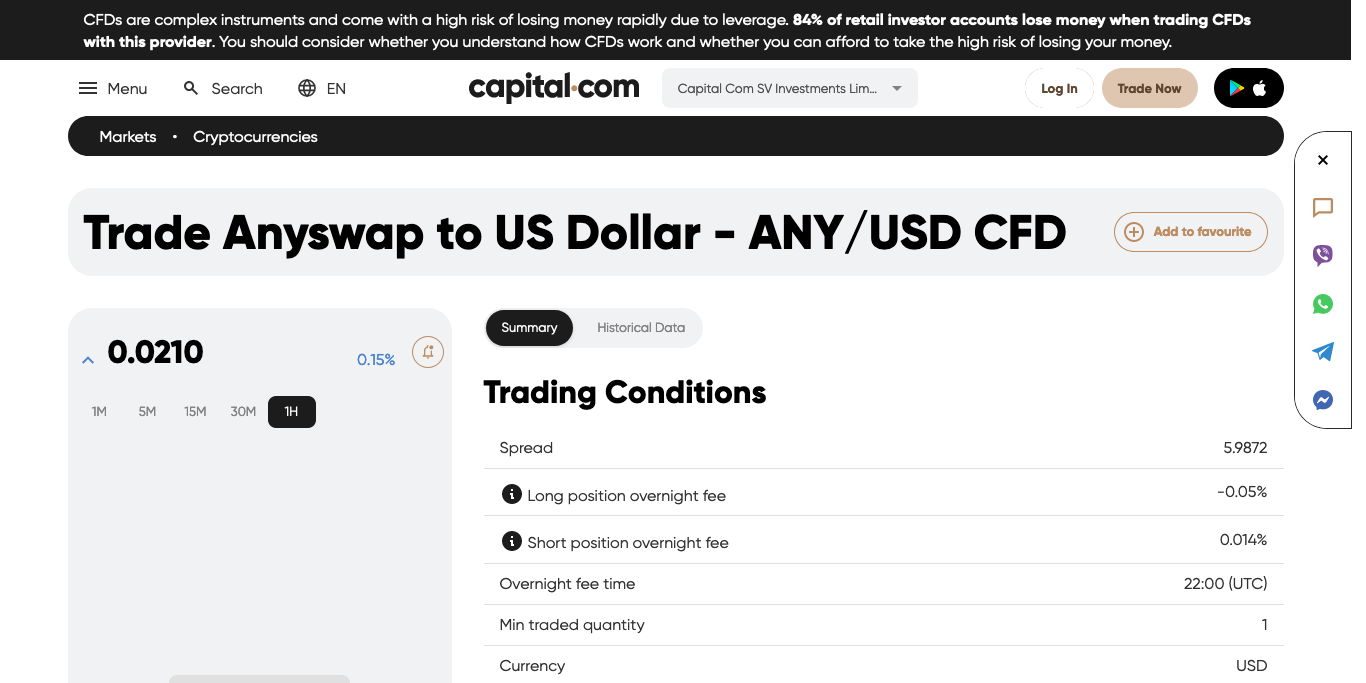 CFDs are complex instruments and come with a high risk of losing money rapidly due to leverage. 84% of retail investor accounts lose money when trading CFDs
with this provider. You should consider whether you understand how CFDs work and whether you can afford to take the high risk of losing your money.
Menu Search EN capital.com Capital Com SV Investments Lim... Log In Trade Now
Markets • Cryptocurrencies
Trade Anyswap to US Dollar - ANY/USD CFD Add to favourite
0.0210 0.15%
1M 5M 15M 30M 1H
Summary Historical Data
Trading Conditions
Spread 5.9872
Long position overnight fee -0.05%
Short position overnight fee 0.014%
Overnight fee time 22:00 (UTC)
Min traded quantity 1
Currency USD